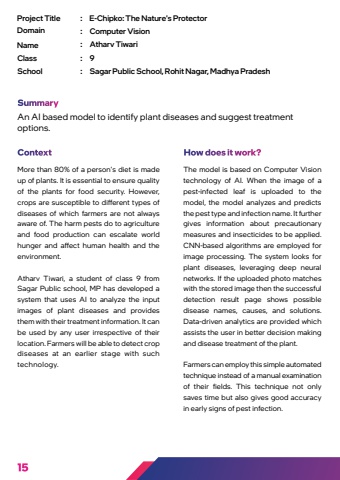 Project Title : E-Chipko: The Nature's Protector
Domain : Computer Vision
Name : Atharv Tiwari
Class : 9
School : Sagar Public School, Rohit Nagar, Madhya Pradesh
Summary
An AI based model to identify plant diseases and suggest treatment
options.
Context
More than 80% of a person's diet is made
up of plants. It is essential to ensure quality
of the plants for food security. However,
crops are susceptible to different types of
diseases of which farmers are not always
aware of. The harm pests do to agriculture
and food production can escalate world
hunger and affect human health and the
environment.
Atharv Tiwari, a student of class 9 from
Sagar Public school, MP has developed a
system that uses AI to analyze the input
images of plant diseases and provides
them with their treatment information. It can
be used by any user irrespective of their
location. Farmers will be able to detect crop
diseases at an earlier stage with such
technology.
How does it work?
The model is based on Computer Vision
technology of AI. When the image of a
pest-infected leaf is uploaded to the
model, the model analyzes and predicts
the pest type and infection name. It further
gives information about precautionary
measures and insecticides to be applied.
CNN-based algorithms are employed for
image processing. The system looks for
plant diseases, leveraging deep neural
networks. If the uploaded photo matches
with the stored image then the successful
detection result page shows possible
disease names, causes, and solutions.
Data-driven analytics are provided which
assists the user in better decision making
and disease treatment of the plant.
Farmers can employ this simple automated
technique instead of a manual examination
of their fields. This technique not only
saves time but also gives good accuracy
in early signs of pest infection.
15